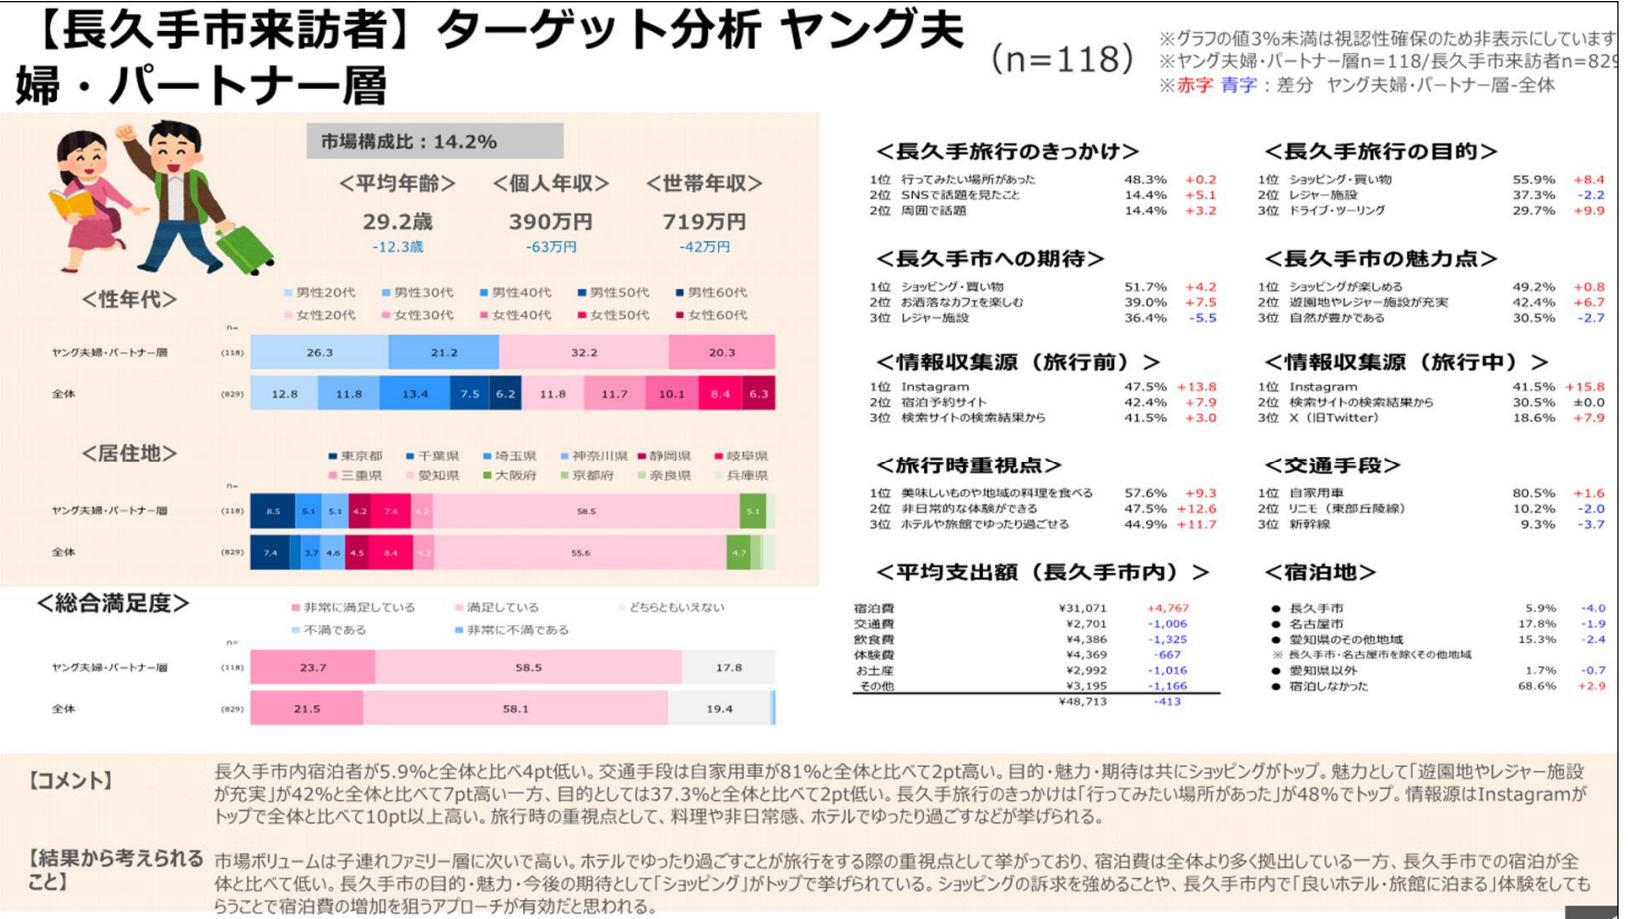 【長久手市来訪者】ターゲット分析 ヤング夫
婦・パートナー層
（n=118）
※グラフの値3%未満は視認性確保のため非表示にしています
※ヤング夫婦・パートナー層n=118/長久手市来訪者n=829
※赤字 青字：差分 ヤング夫婦・パートナー層-全体
市場構成比：14.2%
＜平均年齢＞ ＜個人年収＞ ＜世帯年収＞
29.2歳 390万円 719万円
-12.3歳 -63万円 -42万円
＜性年代＞
男性20代 男性30代 男性40代 男性50代 男性60代
女性20代 女性30代 女性40代 女性50代 女性60代
n=
ヤング夫婦・パートナー層 (118) 26.3 21.2 32.2 20.3
全体 (829) 12.8 11.8 13.4 7.5 6.2 11.8 11.7 10.1 8.4 6.3
＜居住地＞
東京都 千葉県 埼玉県 神奈川県 静岡県 岐阜県
三重県 愛知県 大阪府 京都府 奈良県 兵庫県
n=
ヤング夫婦・パートナー層 (118) 8.5 5.1 5.1 4.2 7.6 4.2 58.5 5.1
全体 (829) 7.4 3.7 4.6 4.5 8.4 4.2 55.6 4.7
＜総合満足度＞
非常に満足している 満足している どちらともいえない
不満である 非常に不満である
n=
ヤング夫婦・パートナー層 (118) 23.7 58.5 17.8
全体 (829) 21.5 58.1 19.4
＜長久手旅行のきっかけ＞
1位 行ってみたい場所があった 48.3% +0.2
2位 SNSで話題を見たこと 14.4% +5.1
2位 周囲で話題 14.4% +3.2
＜長久手旅行の目的＞
1位 ショッピング・買い物 55.9% +8.4
2位 レジャー施設 37.3% -2.2
3位 ドライブ・ツーリング 29.7% +9.9
＜長久手市への期待＞
1位 ショッピング・買い物 51.7% +4.2
2位 お洒落なカフェを楽しむ 39.0% +7.5
3位 レジャー施設 36.4% -5.5
＜長久手市の魅力点＞
1位 ショッピングが楽しめる 49.2% +0.8
2位 遊園地やレジャー施設が充実 42.4% +6.7
3位 自然が豊かである 30.5% -2.7
＜情報収集源（旅行前）＞
1位 Instagram 47.5% +13.8
2位 宿泊予約サイト 42.4% +7.9
3位 検索サイトの検索結果から 41.5% +3.0
＜情報収集源（旅行中）＞
1位 Instagram 41.5% +15.8
2位 検索サイトの検索結果から 30.5% ±0.0
3位 X（旧Twitter） 18.6% +7.9
＜旅行時重視点＞
1位 美味しいものや地域の料理を食べる 57.6% +9.3
2位 非日常的な体験ができる 47.5% +12.6
3位 ホテルや旅館でゆったり過ごせる 44.9% +11.7
＜交通手段＞
1位 自家用車 80.5% +1.6
2位 リニモ（東部丘陵線） 10.2% -2.0
3位 新幹線 9.3% -3.7
＜平均支出額（長久手市内）＞
宿泊費 ¥31,071 +4,767
交通費 ¥2,701 -1,006
飲食費 ¥4,386 -1,325
体験費 ¥4,369 -667
お土産 ¥2,992 -1,016
その他 ¥3,195 -1,166
¥48,713 -413
＜宿泊地＞
● 長久手市 5.9% -4.0
● 名古屋市 17.8% -1.9
● 愛知県のその他地域 15.3% -2.4
※ 長久手市・名古屋市を除くその他地域
● 愛知県以外 1.7% -0.7
● 宿泊しなかった 68.6% +2.9
【コメント】
長久手市内宿泊者が5.9%と全体と比べ4pt低い。交通手段は自家用車が81%と全体と比べて2pt高い。目的・魅力・期待は共にショッピングがトップ。魅力として「遊園地やレジャー施設
が充実」が42%と全体と比べて7pt高い一方、目的としては37.3%と全体と比べて2pt低い。長久手旅行のきっかけは「行ってみたい場所があった」が48%でトップ。情報源はInstagramが
トップで全体と比べて10pt以上高い。旅行時の重視点として、料理や非日常感、ホテルでゆったり過ごすなどが挙げられる。
【結果から考えられる
こと】
市場ボリュームは子連れファミリー層に次いで高い。ホテルでゆったり過ごすことが旅行をする際の重視点として挙がっており、宿泊費は全体より多く拠出している一方、長久手市での宿泊が全
体と比べて低い。長久手市の目的・魅力・今後の期待として「ショッピング」がトップで挙げられている。ショッピングの訴求を強めることや、長久手市内で「良いホテル・旅館に泊まる」体験をしても
らうことで宿泊費の増加を狙うアプローチが有効だと思われる。